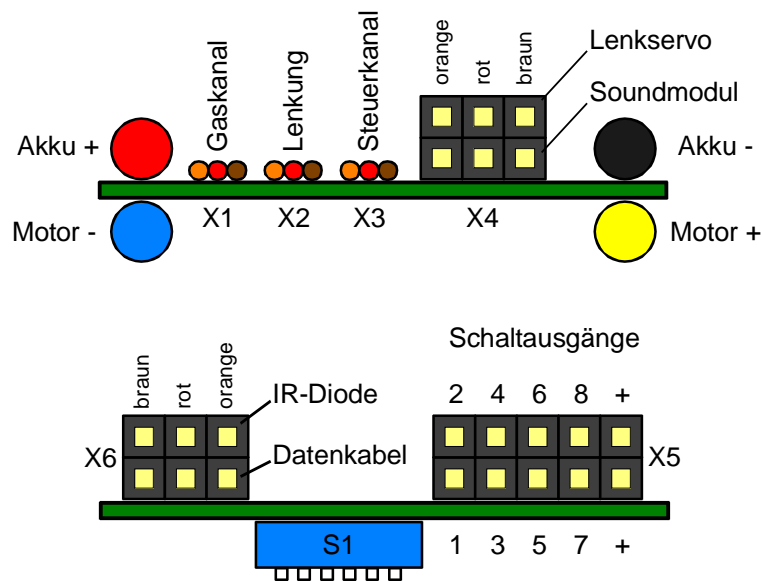 Gaskanal
Lenkung
Steuerkanal
orange
rot
braun
Lenkservo
Soundmodul
Akku +
Akku -
X1
X2
X3
X4
Motor -
Motor +
Schaltausgänge
braun
rot
orange
IR-Diode
2 4 6 8 +
X6
Datenkabel
X5
S1
1 3 5 7 +